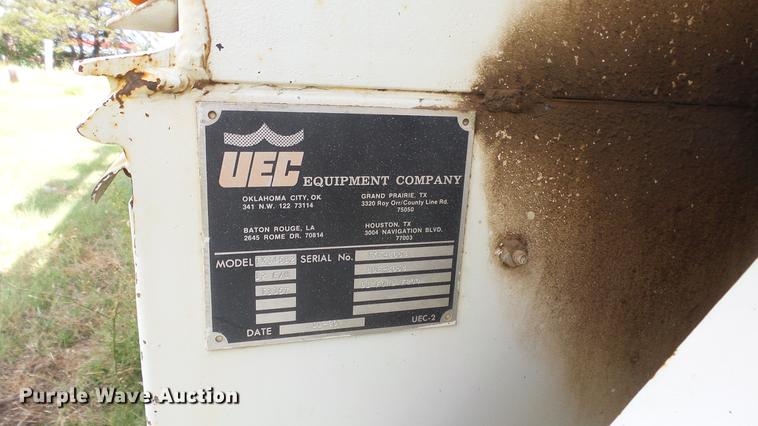 UEC EQUIPMENT COMPANY
OKLAHOMA CITY, OK
341 N.W. 122 73114
GRAND PRAIRIE, TX
3320 Roy Orr/County Line Rd.
75050
BATON ROUGE, LA
2645 ROME DR. 70814
HOUSTON, TX
3004 NAVIGATION BLVD.
77003
MODEL SERIAL No.
DATE
UEC-2
Purple Wave Auction